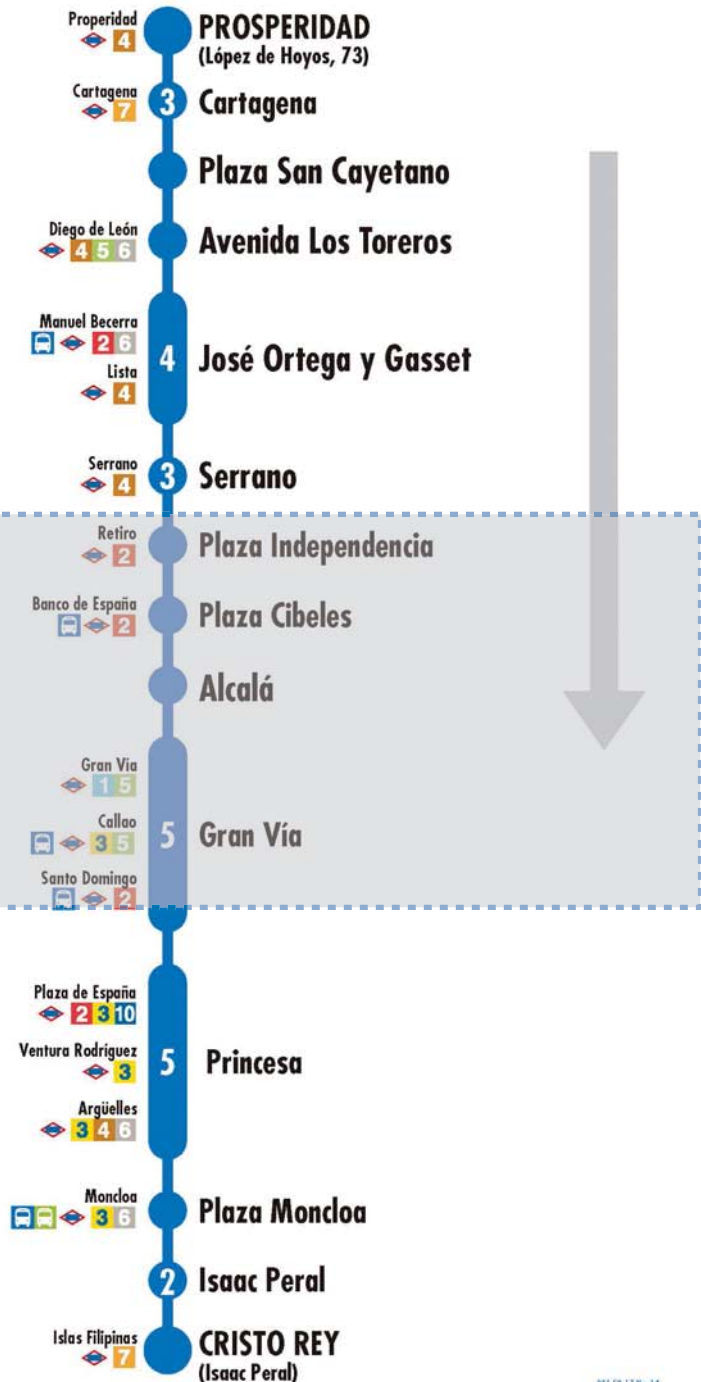 Properidad
4
PROSPERIDAD
(López de Hoyos, 73)
Cartagena
7
3
Cartagena
Plaza San Cayetano
Diego de León
4 5 6
Avenida Los Toreros
Manuel Becerra
2 6
Lista
4
4
José Ortega y Gasset
Serrano
4
3
Serrano
Retiro
2
Plaza Independencia
Banco de España
2
Plaza Cibeles
Alcalá
Gran Via
1 5
Callao
3 5
Santo Domingo
2
5
Gran Vía
Plaza de España
2 3 10
Ventura Rodríguez
3
Argüelles
3 4 6
5
Princesa
Moncloa
3 6
Plaza Moncloa
2
Isaac Peral
Islas Filipinas
7
CRISTO REY
(Isaac Peral)